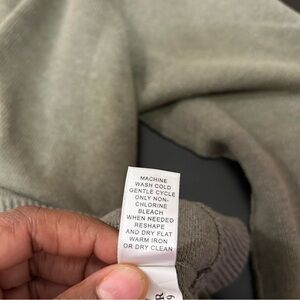 MACHINE
WASH COLD
GENTLE CYCLE
ONLY NON-
CHLORINE
BLEACH
WHEN NEEDED
RESHAPE
AND DRY FLAT
WARM IRON
OR DRY CLEAN